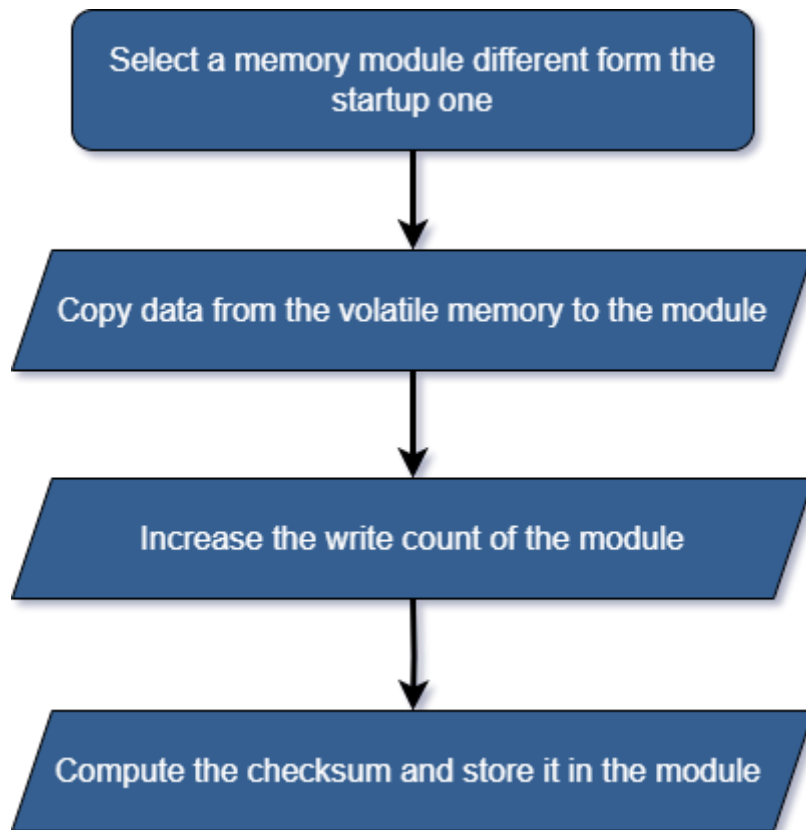 Select a memory module different form the
startup one
Copy data from the volatile memory to the module
Increase the write count of the module
Compute the checksum and store it in the module